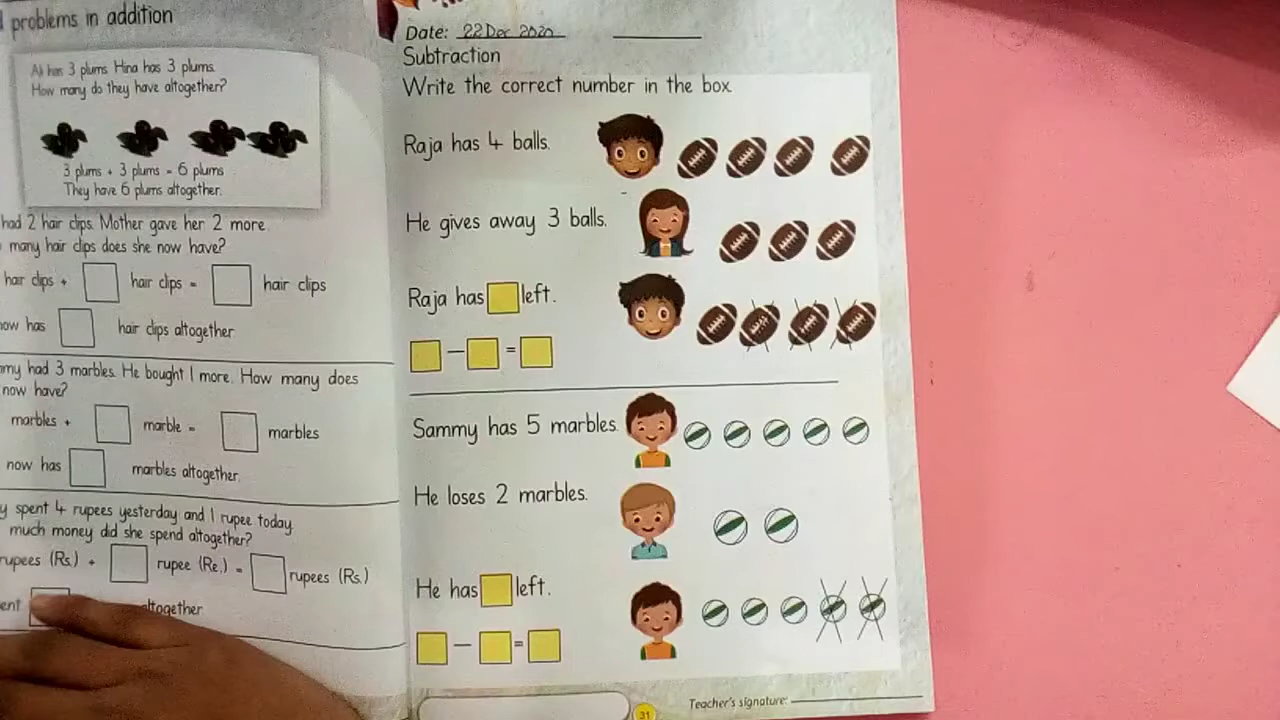 problems in addition
Ali has 3 plums Hina has 3 plums.
How many do they have altogether?
3 plums + 3 plums = 6 plums
They have 6 plums altogether.
had 2 hair clips. Mother gave her 2 more.
many hair clips does she now have?
hair clips + hair clips = hair clips
now has hair clips altogether
my had 3 marbles. He bought 1 more. How many does
now have?
marbles + marble = marbles
now has marbles altogether.
y spent 4 rupees yesterday and 1 rupee today.
much money did she spend altogether?
rupees (Rs.) + rupee (Re.) = rupees (Rs.)
ent altogether
Date: 22 Dec 2020
Subtraction
Write the correct number in the box
Raja has 4 balls.
He gives away 3 balls.
Raja has left.
- =
Sammy has 5 marbles.
He loses 2 marbles.
He has left.
- =
Teacher's signature:
31